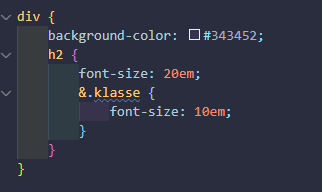 div {
background-color: #343452;
h2 {
font-size: 20em;
&.klasse {
font-size: 10em;
}
}
}